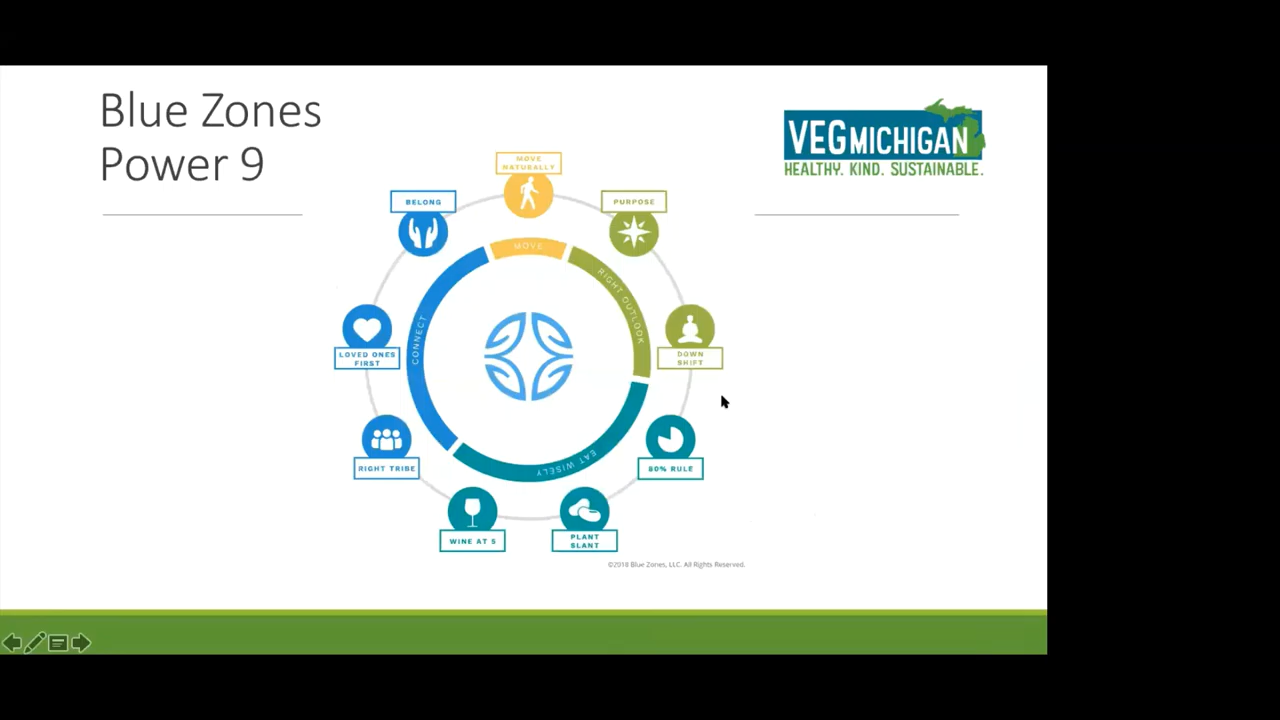 Blue Zones
Power 9
VEGMICHIGAN
HEALTHY. KIND. SUSTAINABLE.
MOVE
NATURALLY
BELONG
PURPOSE
MOVE
RIGHT OUTLOOK
CONNECT
LOVED ONES
FIRST
DOWN
SHIFT
RIGHT TRIBE
EAT WISELY
80% RULE
WINE AT 5
PLANT
SLANT
©2018 Blue Zones, LLC. All Rights Reserved.